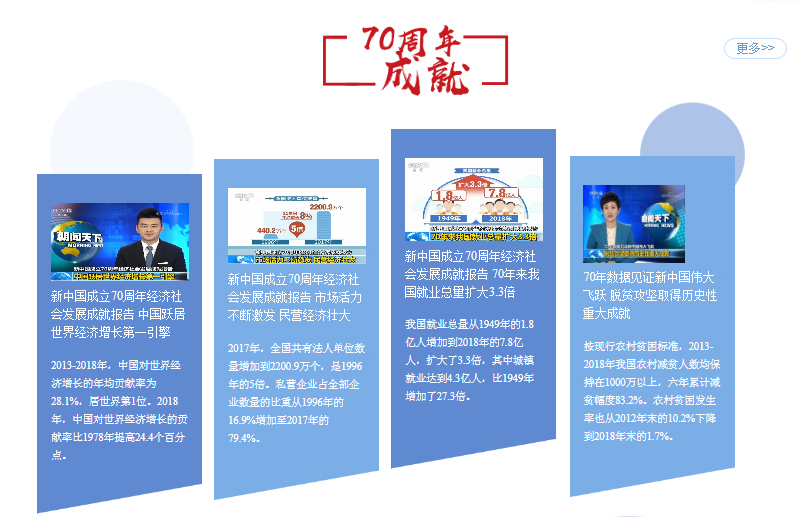 70周年
成就
更多>>
朝闻天下
MORNING NEWS
新中国成立70周年经济社
会发展成就报告 中国跃居
世界经济增长第一引擎
2013-2018年，中国对世界经
济增长的年均贡献率为
28.1%，居世界第1位。2018
年，中国对世界经济增长的贡
献率比1978年提高24.4个百分
点。
2200.9万个
440.2万个
5倍
新中国成立70周年经济社
会发展成就报告 市场活力
不断激发 民营经济壮大
2017年，全国共有法人单位数
量增加到2200.9万个，是1996
年的5倍。私营企业占全部企
业数量的比重从1996年的
16.9%增加至2017年的
79.4%。
扩大3.3倍
1.8亿人
7.8亿人
1949年
2018年
70年来我国就业总量扩大3.3倍
新中国成立70周年经济社
会发展成就报告 70年来我
国就业总量扩大3.3倍
我国就业总量从1949年的1.8
亿人增加到2018年的7.8亿
人，扩大了3.3倍，其中城镇
就业达到4.3亿人，比1949年
增加了27.3倍。
朝闻天下
MORNING NEWS
70年数据见证新中国伟大
飞跃 脱贫攻坚取得历史性
重大成就
按现行农村贫困标准，2013-
2018年我国农村减贫人数均保
持在1000万以上，六年累计减
贫幅度83.2%。农村贫困发生
率也从2012年末的10.2%下降
到2018年末的1.7%。